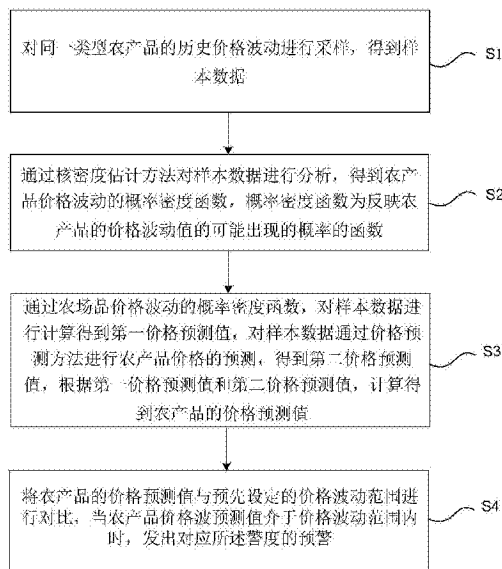 对同一类型农产品的历史价格波动进行采样，得到样
本数据
S1
通过核密度估计方法对样本数据进行分析，得到农产
品价格波动的概率密度函数，概率密度函数为反映农
产品的价格波动值的可能出现的概率的函数
S2
通过农场品价格波动的概率密度函数，对样本数据进
行计算得到第一价格预测值，对样本数据通过价格预
测方法进行农产品价格的预测，得到第二价格预测
值，根据第一价格预测值和第二价格预测值，计算得
到农产品的价格预测值
S3
将农产品的价格预测值与预先设定的价格波动范围进
行对比，当农产品价格波预测值介于价格波动范围内
时，发出对应所述警度的预警
S4